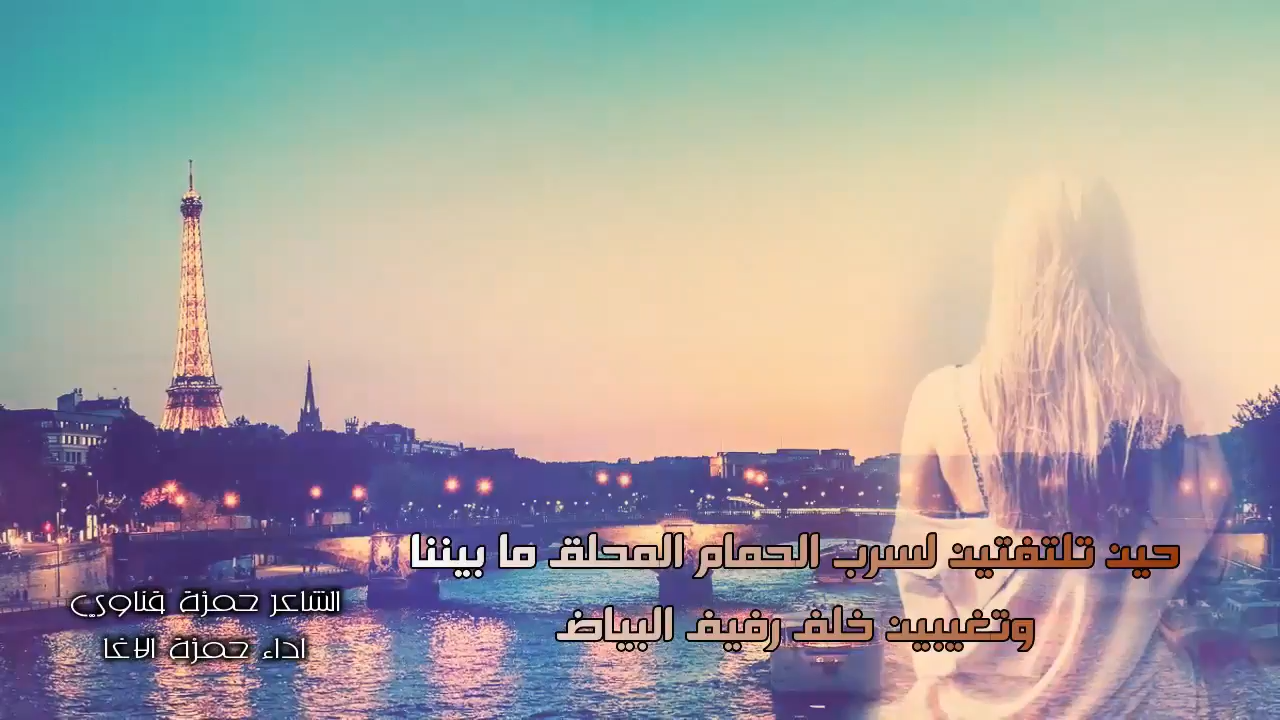 حين تلتفتين لسرب الحمام المحلق ما بيننا
وتغيبين خلف رفيف البياض
الشاعر حمزة قناوي
اداء حمزة الاغا